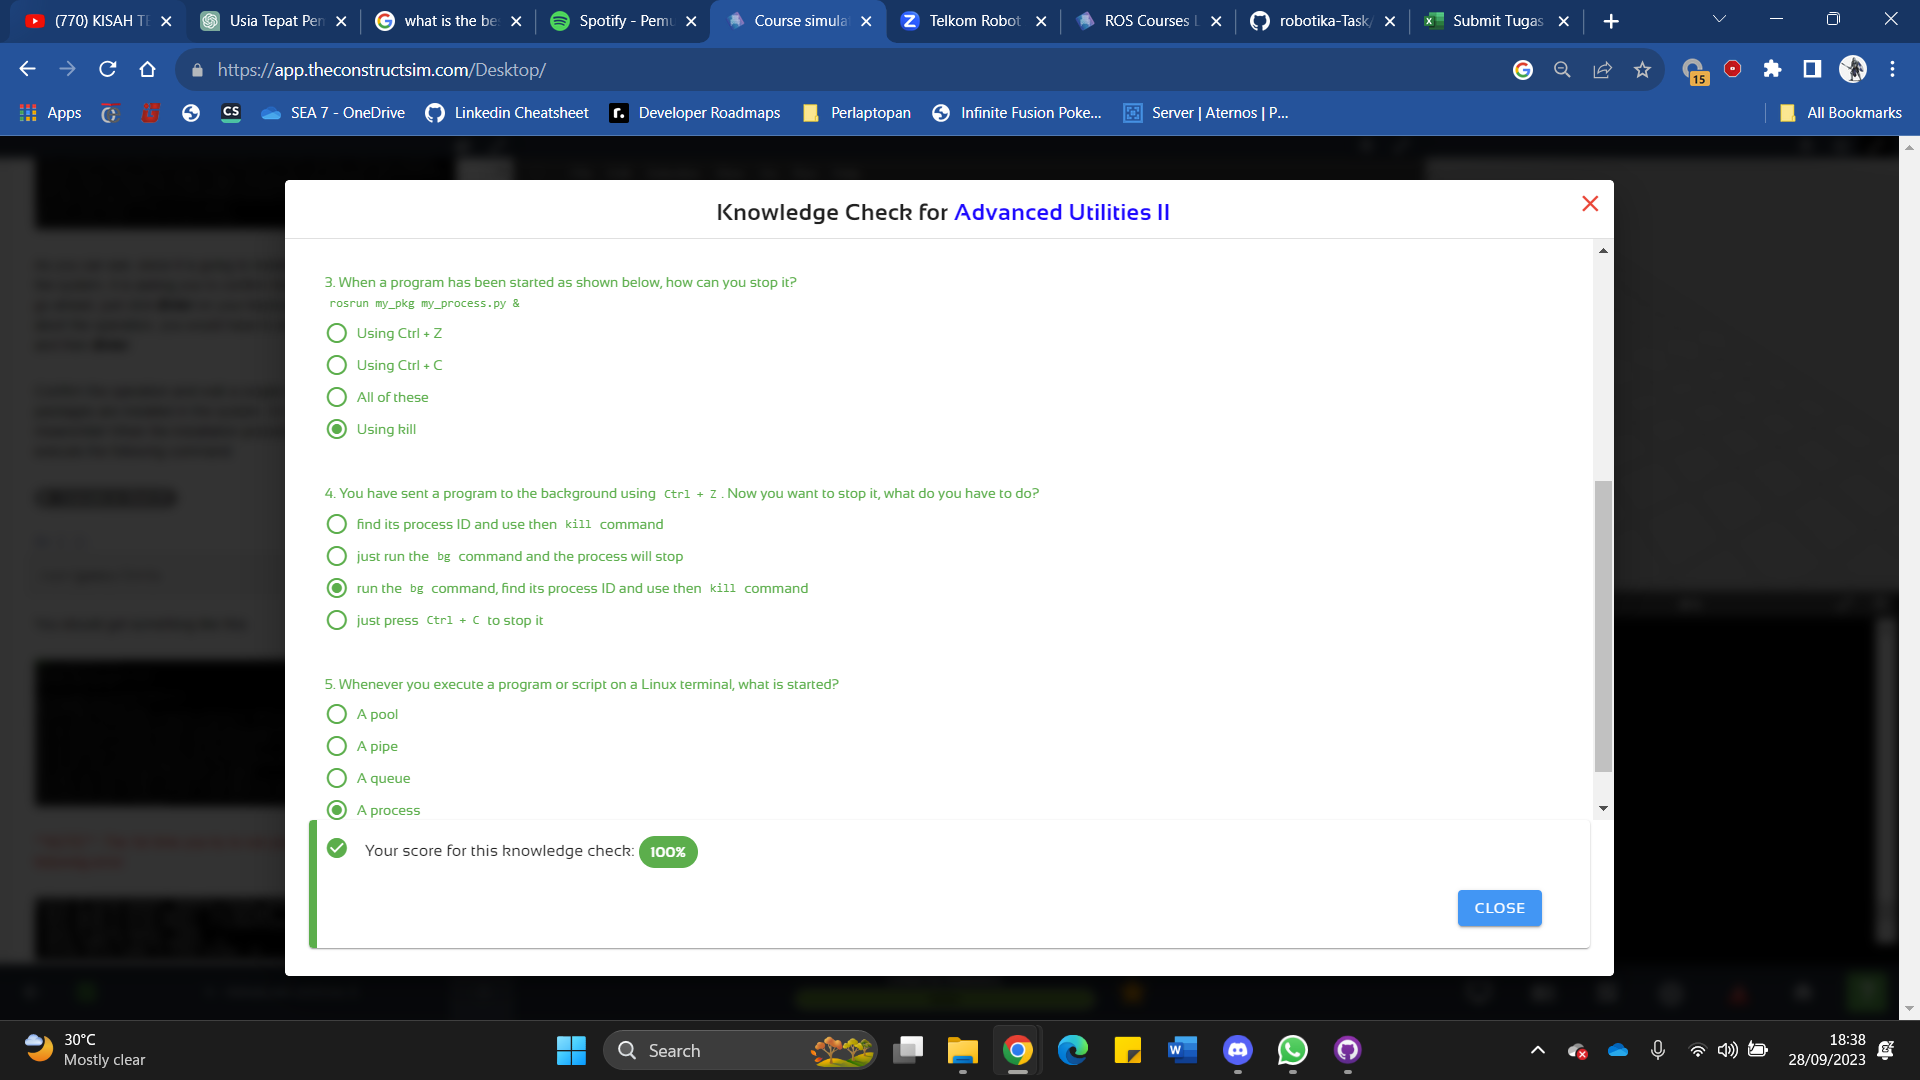 (770) KISAH TE
Usia Tepat Pen
what is the be
Spotify - Pemu
Course simula
Telkom Robot
ROS Courses L
robotika-Task/
Submit Tugas
https://app.theconstructsim.com/Desktop/
15
Apps
CS
SEA 7 - OneDrive
Linkedin Cheatsheet
r.
Developer Roadmaps
Perlaptopan
Infinite Fusion Poke...
Server | Aternos | P...
All Bookmarks
Knowledge Check for Advanced Utilities II
3. When a program has been started as shown below, how can you stop it?
rosrun my_pkg my_process.py &
Using Ctrl + Z
Using Ctrl + C
All of these
Using kill
4. You have sent a program to the background using Ctrl + Z . Now you want to stop it, what do you have to do?
find its process ID and use then kill command
just run the bg command and the process will stop
run the bg command, find its process ID and use then kill command
just press Ctrl + C to stop it
5. Whenever you execute a program or script on a Linux terminal, what is started?
A pool
A pipe
A queue
A process
Your score for this knowledge check: 100%
CLOSE
30°C
Mostly clear
Search
18:38
28/09/2023